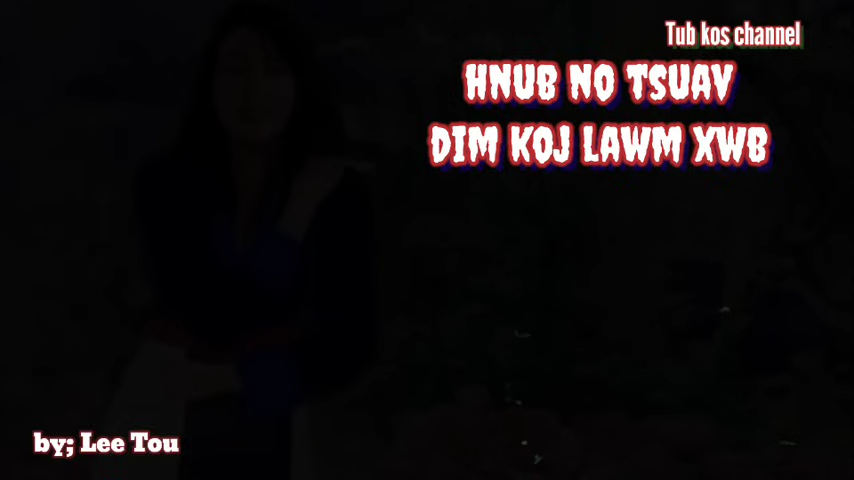 Tub kos channel
HNUB NO TSUAV
DIM KOJ LAWM XWB
by; Lee Tou